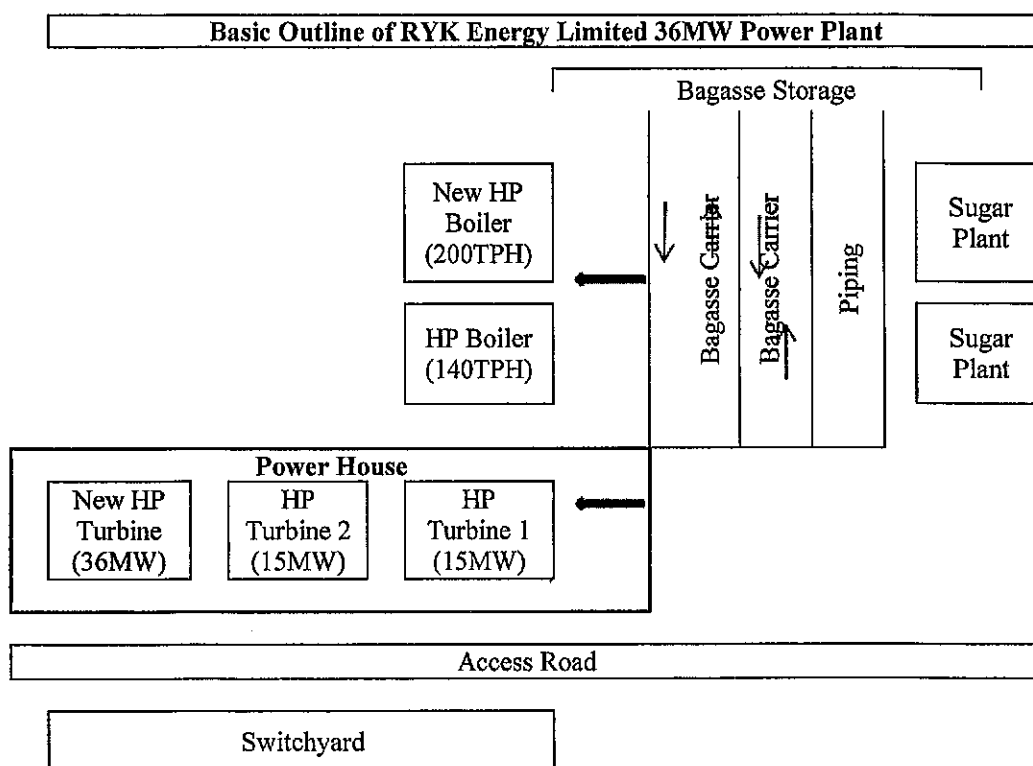 Basic Outline of RYK Energy Limited 36MW Power Plant
Bagasse Storage
New HP
Boiler
(200TPH)
HP Boiler
(140TPH)
Bagasse Carrier
Bagasse Carrier
Piping
Sugar
Plant
Sugar
Plant
Power House
New HP
Turbine
(36MW)
HP
Turbine 2
(15MW)
HP
Turbine 1
(15MW)
Access Road
Switchyard